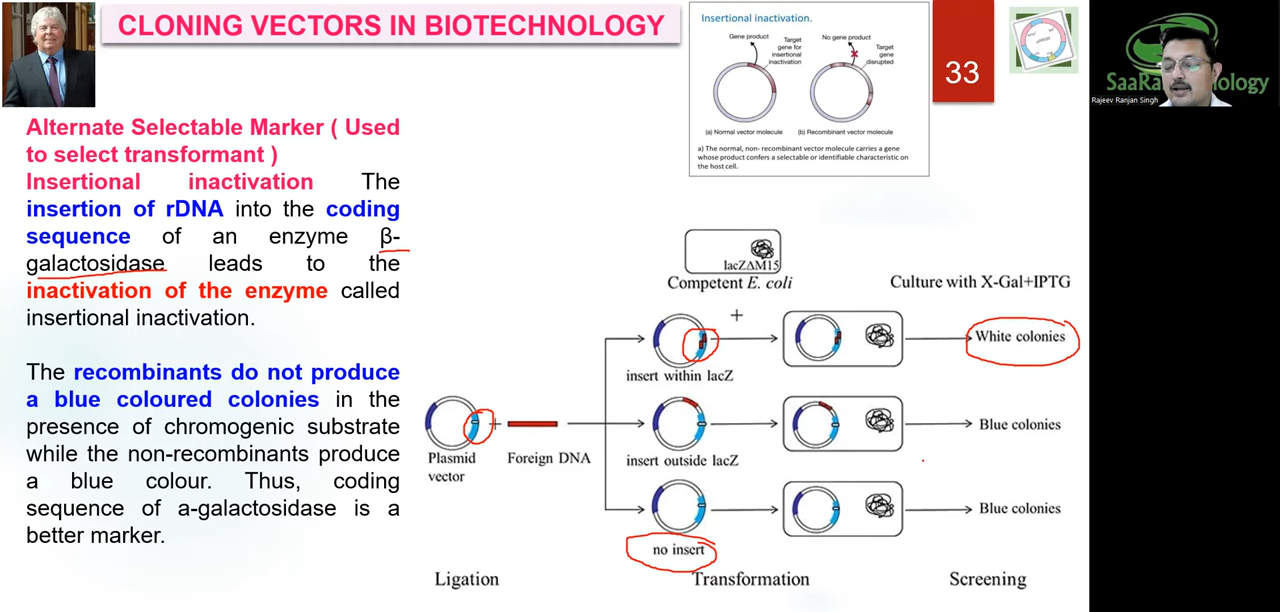 CLONING VECTORS IN BIOTECHNOLOGY
Insertional inactivation.
Gene product
Target
gene for
insertional
inactivation
No gene product
Target
gene
disrupted
(a) Normal vector molecule
(b) Recombinant vector molecule
a) The normal, non- recombinant vector molecule carries a gene
whose product confers a selectable or identifiable characteristic on
the host cell.
33
Rajeev Ranjan Singh
Alternate Selectable Marker ( Used
to select transformant )
Insertional inactivation The
insertion of rDNA into the coding
sequence of an enzyme β-
galactosidase leads to the
inactivation of the enzyme called
insertional inactivation.
The recombinants do not produce
a blue coloured colonies in the
presence of chromogenic substrate
while the non-recombinants produce
a blue colour. Thus, coding
sequence of a-galactosidase is a
better marker.
lacZΔM15
Competent E. coli
Culture with X-Gal+IPTG
+
insert within lacZ
White colonies
Plasmid
vector
+
Foreign DNA
insert outside lacZ
Blue colonies
no insert
Blue colonies
Ligation
Transformation
Screening